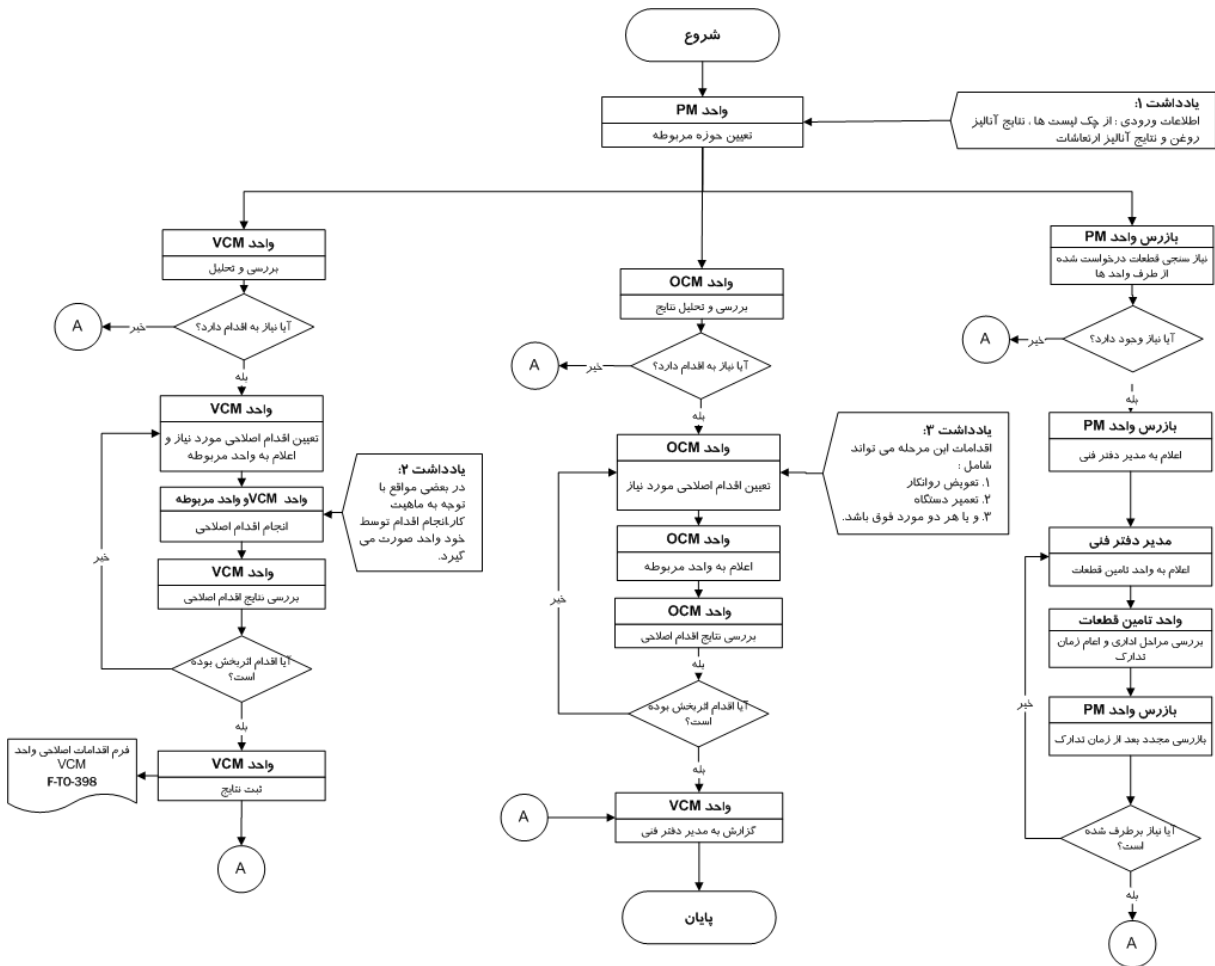 شروع
واحد PM
تعیین حوزه مربوطه
یادداشت ۱:
اطلاعات ورودی : از چک لیست ها ، نتایج آنالیز
روغن و نتایج آنالیز ارتعاشات
بازرس واحد PM
نیاز سنجی قطعات درخواست شده
از طرف واحد ها
آیا نیاز وجود دارد؟
خیر
A
بله
بازرس واحد PM
اعلام به مدیر دفتر فنی
مدیر دفتر فنی
اعلام به واحد تامین قطعات
واحد تامین قطعات
بررسی مراحل اداری و اعام زمان
تدارک
بازرس واحد PM
بازرسی مجدد بعد از زمان تدارک
خیر
آیا نیاز برطرف شده
است؟
بله
A
واحد OCM
بررسی و تحلیل نتایج
آیا نیاز به اقدام دارد؟
خیر
A
بله
واحد OCM
تعیین اقدام اصلاحی مورد نیاز
یادداشت ۳:
اقدامات این مرحله می تواند
شامل :
۱. تعویض روانکار
۲. تعمیر دستگاه
۳. و یا هر دو مورد فوق باشد.
واحد OCM
اعلام به واحد مربوطه
واحد OCM
بررسی نتایج اقدام اصلاحی
بله
خیر
آیا اقدام اثربخش بوده
است؟
بله
A
واحد VCM
گزارش به مدیر دفتر فنی
پایان
واحد VCM
بررسی و تحلیل
آیا نیاز به اقدام دارد؟
خیر
A
بله
واحد VCM
تعیین اقدام اصلاحی مورد نیاز و
اعلام به واحد مربوطه
واحد VCMو واحد مربوطه
انجام اقدام اصلاحی
یادداشت ۲:
در بعضی مواقع با
توجه به ماهیت
کار،انجام اقدام توسط
خود واحد صورت می
گیرد.
واحد VCM
بررسی نتایج اقدام اصلاحی
خیر
آیا اقدام اثربخش بوده
است؟
بله
واحد VCM
ثبت نتایج
فرم اقدامات اصلاحی واحد
VCM
F-TO-398
A